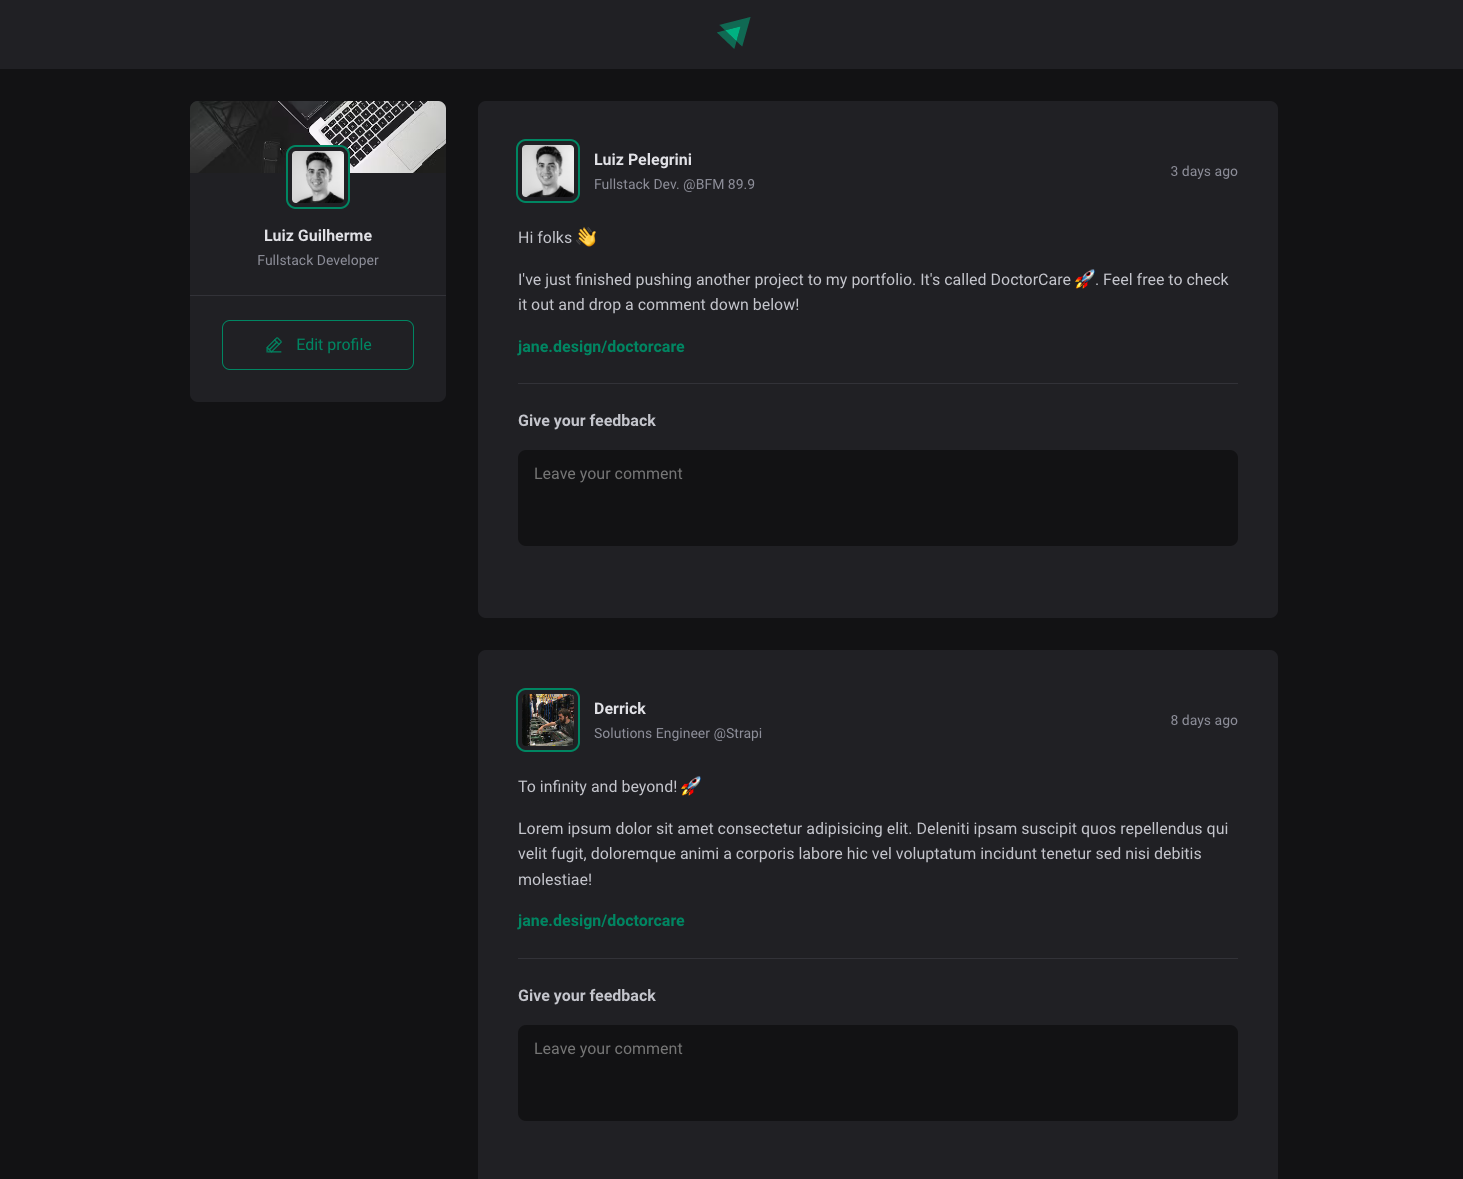 Luiz Guilherme
Fullstack Developer
Edit profile
Luiz Pelegrini
Fullstack Dev. @BFM 89.9
3 days ago
Hi folks 👋
I've just finished pushing another project to my portfolio. It's called DoctorCare 🚀. Feel free to check
it out and drop a comment down below!
jane.design/doctorcare
Give your feedback
Leave your comment
Derrick
Solutions Engineer @Strapi
8 days ago
To infinity and beyond! 🚀
Lorem ipsum dolor sit amet consectetur adipisicing elit. Deleniti ipsam suscipit quos repellendus qui
velit fugit, doloremque animi a corporis labore hic vel voluptatum incidunt tenetur sed nisi debitis
molestiae!
jane.design/doctorcare
Give your feedback
Leave your comment